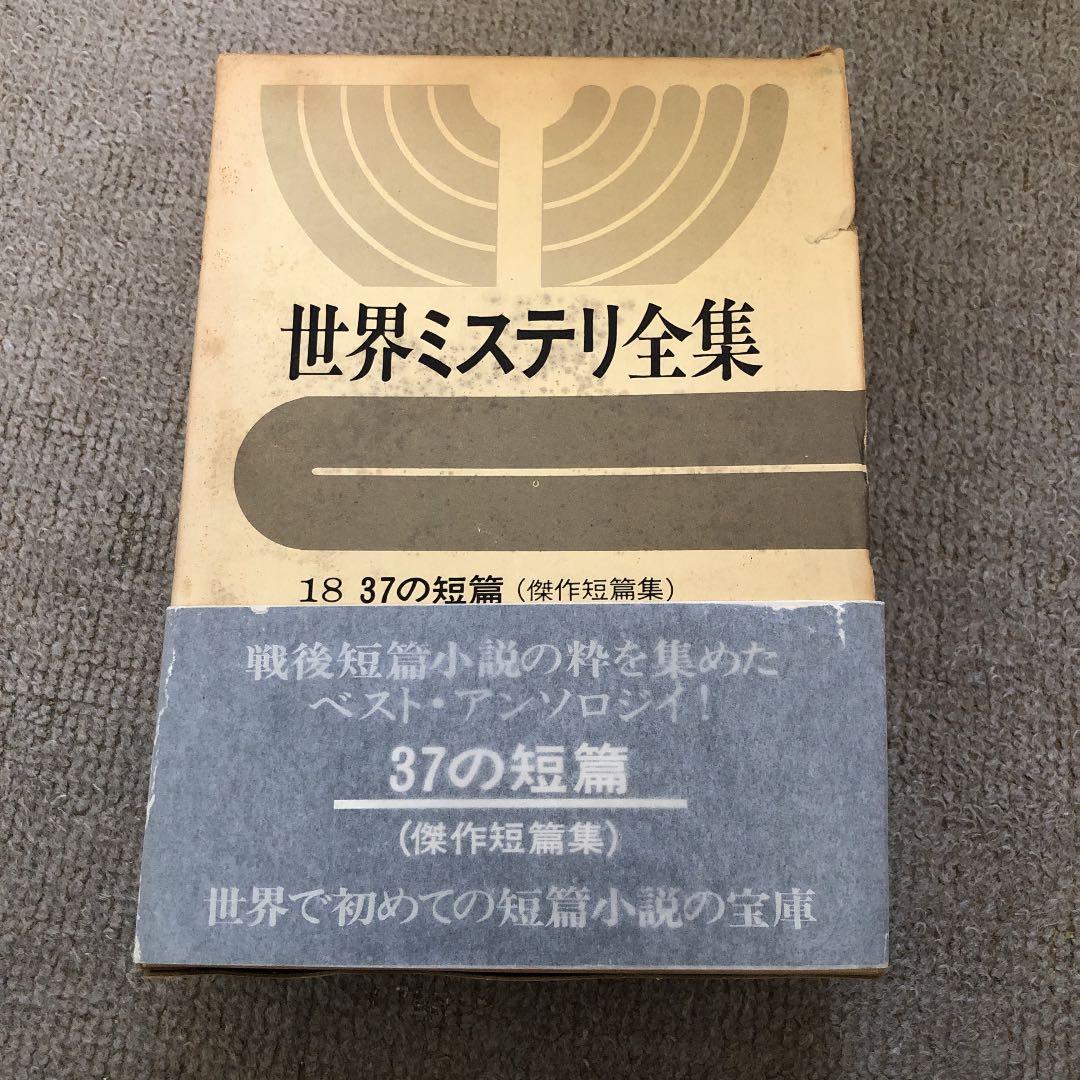 世界ミステリ全集
18 37の短篇(傑作短篇集)
戦後短篇小説の粋を集めた
ベスト・アンソロジイ!
37の短篇
(傑作短篇集)
世界で初めての短篇小説の宝庫